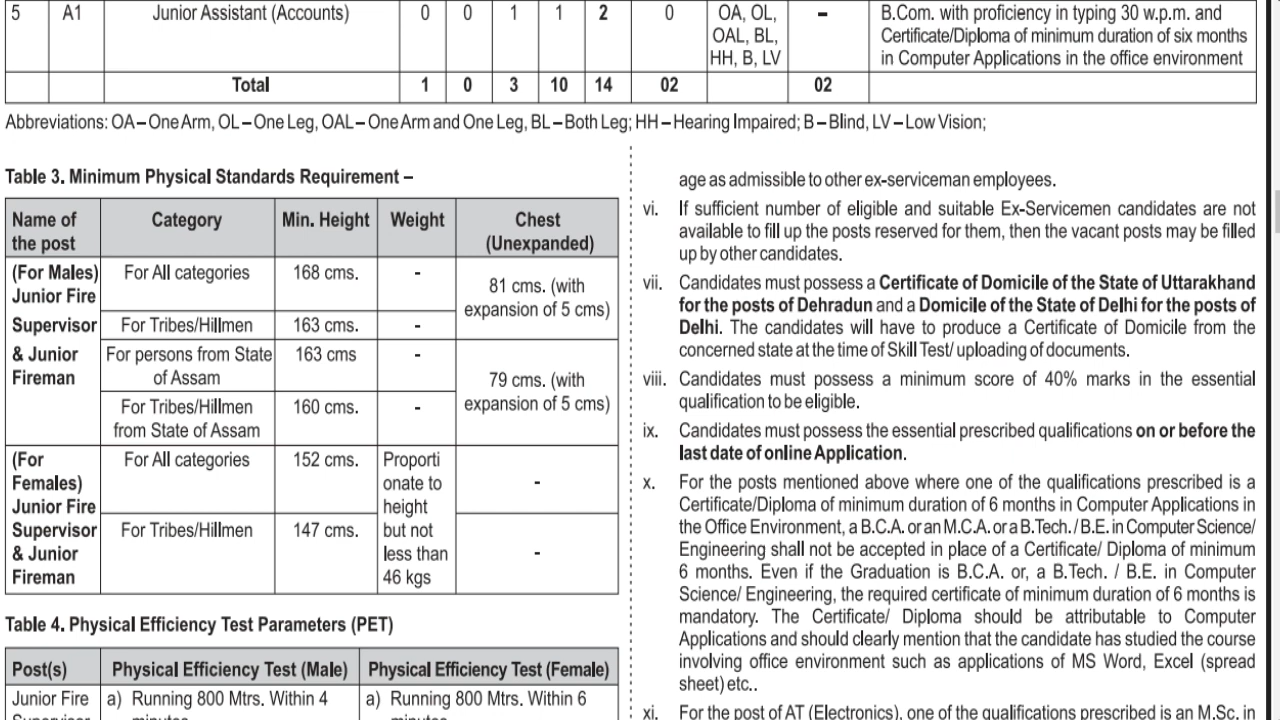 5 A1 Junior Assistant (Accounts) 0 0 1 1 2 0 OA, OL, – B.Com. with proficiency in typing 30 w.p.m. and
OAL, BL, Certificate/Diploma of minimum duration of six months
HH, B, LV in Computer Applications in the office environment
Total 1 0 3 10 14 02 02
Abbreviations: OA – One Arm, OL – One Leg, OAL – One Arm and One Leg, BL – Both Leg; HH – Hearing Impaired; B – Blind, LV – Low Vision;
Table 3. Minimum Physical Standards Requirement –
Name of the post Category Min. Height Weight Chest (Unexpanded)
(For Males) Junior Fire Supervisor & Junior Fireman
For All categories 168 cms. - 81 cms. (with expansion of 5 cms)
For Tribes/Hillmen 163 cms. -
For persons from State of Assam 163 cms - 79 cms. (with expansion of 5 cms)
For Tribes/Hillmen from State of Assam 160 cms. -
(For Females) Junior Fire Supervisor & Junior Fireman
For All categories 152 cms. Proporti onate to height but not less than 46 kgs -
For Tribes/Hillmen 147 cms. -
Table 4. Physical Efficiency Test Parameters (PET)
Post(s) Physical Efficiency Test (Male) Physical Efficiency Test (Female)
Junior Fire a) Running 800 Mtrs. Within 4 a) Running 800 Mtrs. Within 6
age as admissible to other ex-serviceman employees.
vi. If sufficient number of eligible and suitable Ex-Servicemen candidates are not
available to fill up the posts reserved for them, then the vacant posts may be filled
up by other candidates.
vii. Candidates must possess a Certificate of Domicile of the State of Uttarakhand
for the posts of Dehradun and a Domicile of the State of Delhi for the posts of
Delhi. The candidates will have to produce a Certificate of Domicile from the
concerned state at the time of Skill Test/ uploading of documents.
viii. Candidates must possess a minimum score of 40% marks in the essential
qualification to be eligible.
ix. Candidates must possess the essential prescribed qualifications on or before the
last date of online Application.
x. For the posts mentioned above where one of the qualifications prescribed is a
Certificate/Diploma of minimum duration of 6 months in Computer Applications in
the Office Environment, a B.C.A. or an M.C.A. or a B.Tech. / B.E. in Computer Science/
Engineering shall not be accepted in place of a Certificate/ Diploma of minimum
6 months. Even if the Graduation is B.C.A. or, a B.Tech. / B.E. in Computer
Science/ Engineering, the required certificate of minimum duration of 6 months is
mandatory. The Certificate/ Diploma should be attributable to Computer
Applications and should clearly mention that the candidate has studied the course
involving office environment such as applications of MS Word, Excel (spread
sheet) etc..
xi. For the post of AT (Electronics), one of the qualifications prescribed is an M.Sc. in